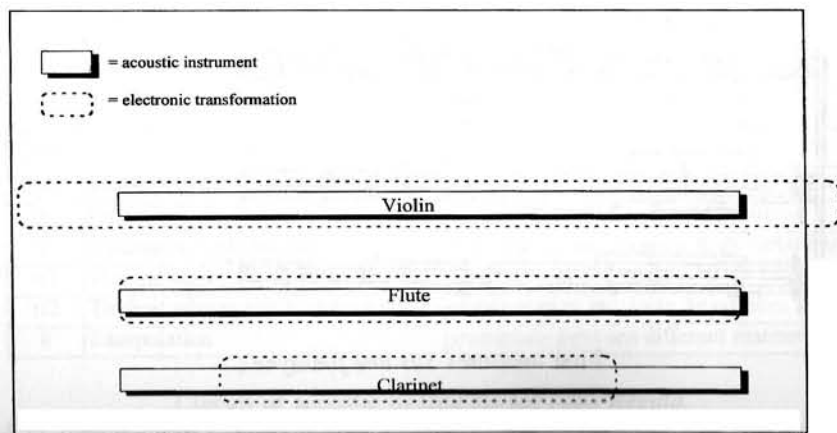 = acoustic instrument
= electronic transformation
Violin
Flute
Clarinet